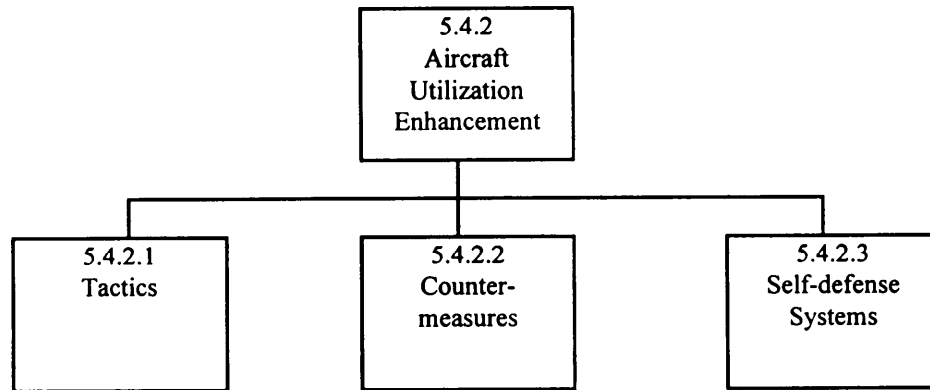 5.4.2
Aircraft
Utilization
Enhancement
5.4.2.1
Tactics
5.4.2.2
Counter-
measures
5.4.2.3
Self-defense
Systems